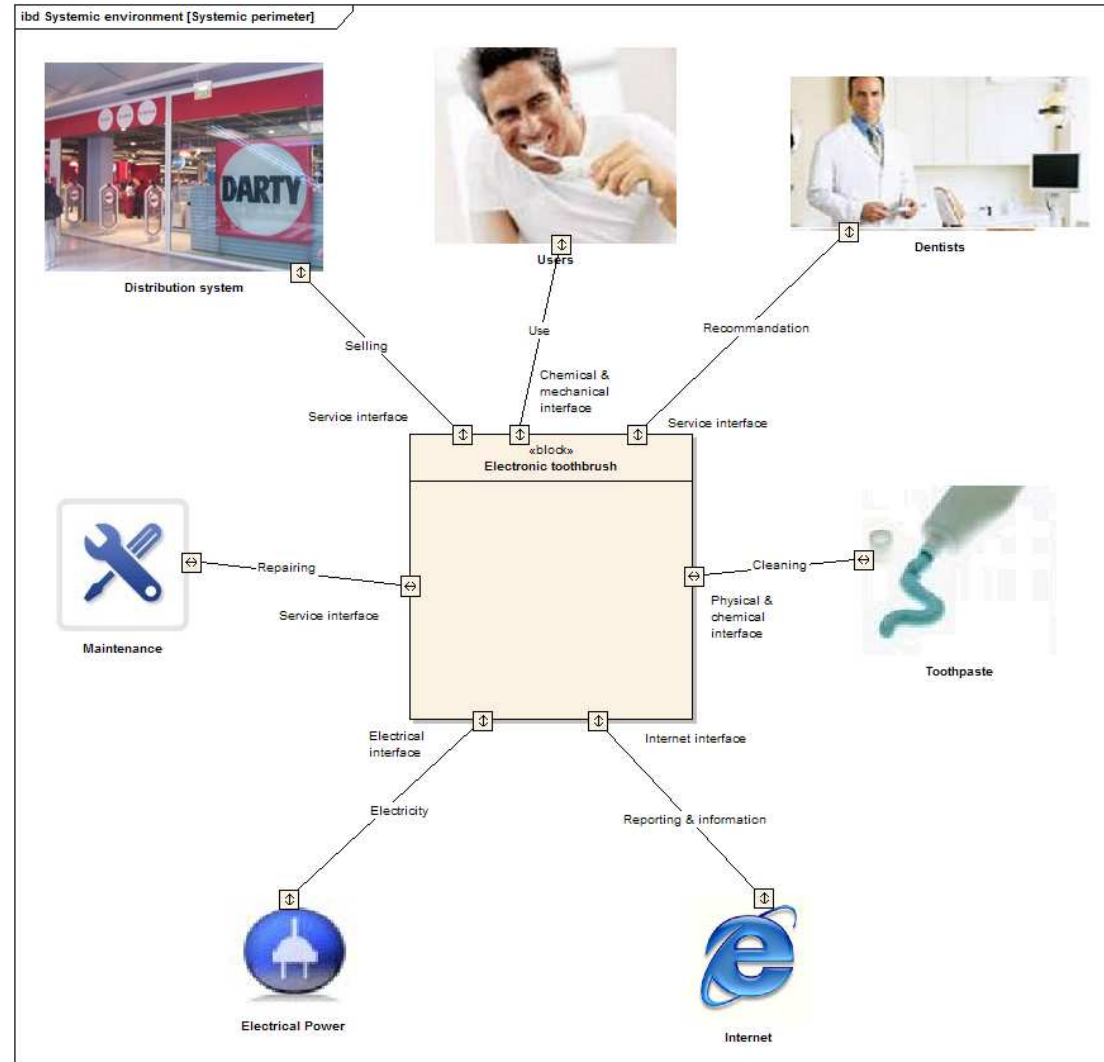 ibd Systemic environment [Systemic perimeter]
DARTY
Users
Dentists
Distribution system
Use
Recommandation
Selling
Chemical &
mechanical
interface
Service interface
Service interface
«block»
Electronic toothbrush
Repairing
Cleaning
Service interface
Physical &
chemical
interface
Maintenance
Toothpaste
Electrical
interface
Internet interface
Electricity
Reporting & information
Electrical Power
Internet